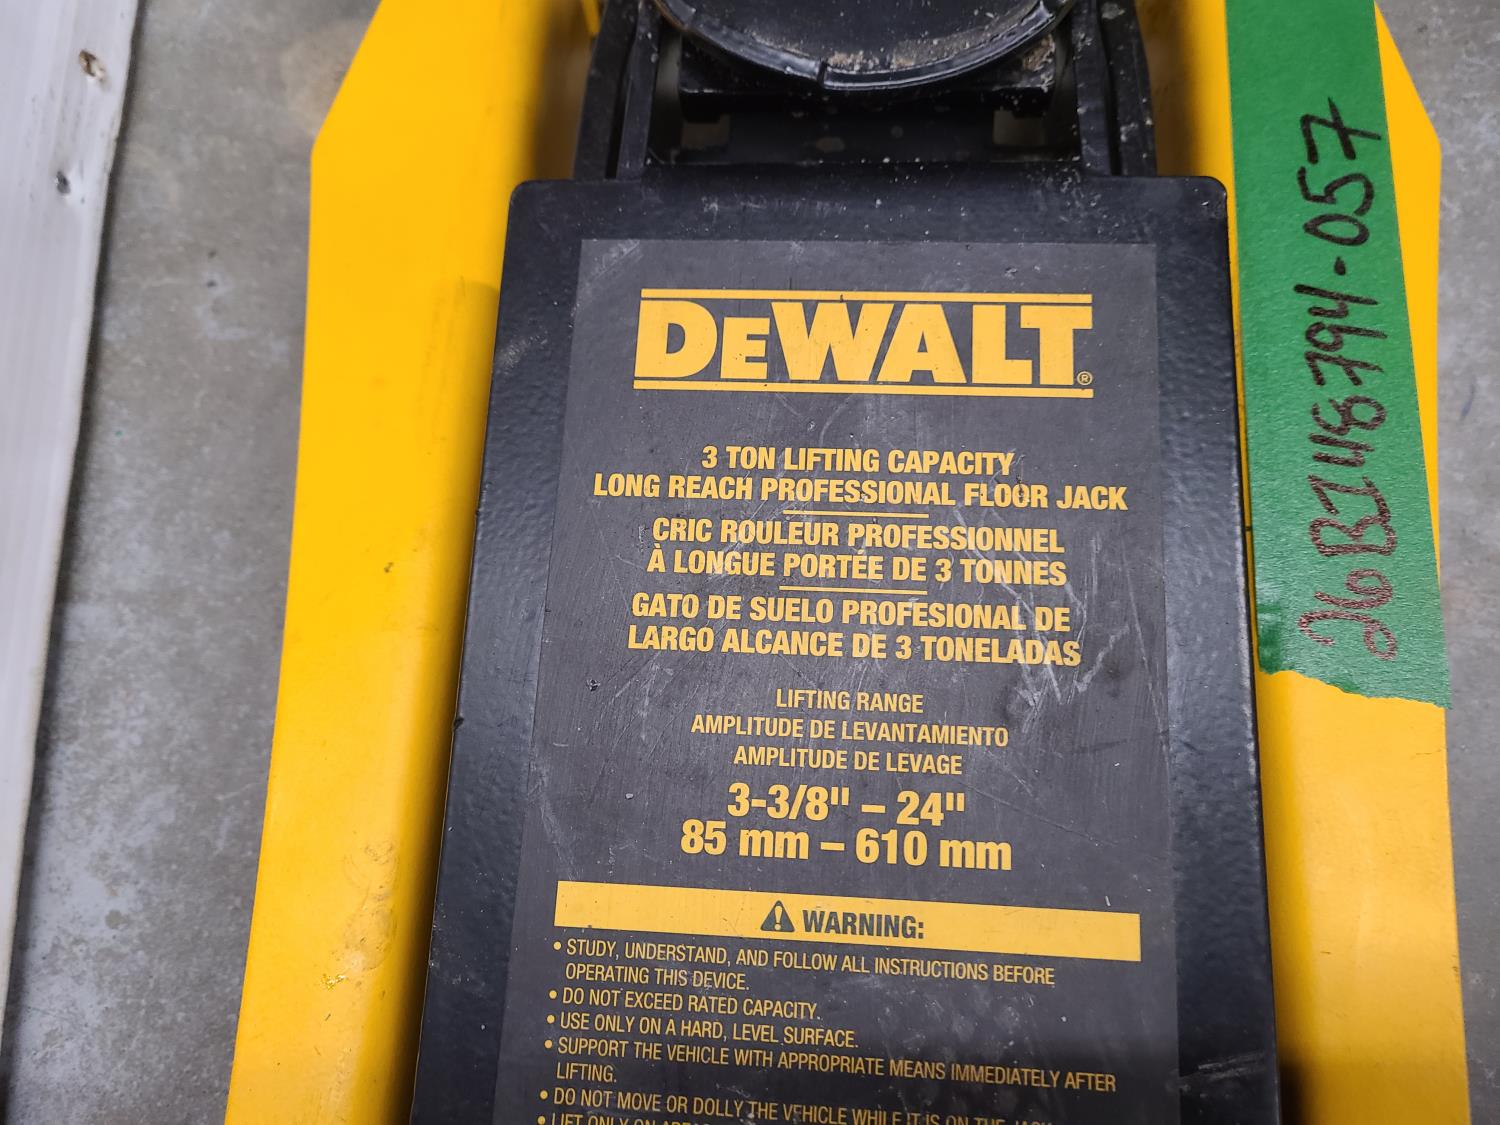 DEWALT®
3 TON LIFTING CAPACITY
LONG REACH PROFESSIONAL FLOOR JACK
CRIC ROULEUR PROFESSIONNEL
À LONGUE PORTÉE DE 3 TONNES
GATO DE SUELO PROFESIONAL DE
LARGO ALCANCE DE 3 TONELADAS
LIFTING RANGE
AMPLITUDE DE LEVANTAMIENTO
AMPLITUDE DE LEVAGE
3-3/8" – 24"
85 mm – 610 mm
WARNING:
• STUDY, UNDERSTAND, AND FOLLOW ALL INSTRUCTIONS BEFORE
OPERATING THIS DEVICE.
• DO NOT EXCEED RATED CAPACITY.
• USE ONLY ON A HARD, LEVEL SURFACE.
• SUPPORT THE VEHICLE WITH APPROPRIATE MEANS IMMEDIATELY AFTER
LIFTING.
• DO NOT MOVE OR DOLLY THE VEHICLE WHILE IT IS ON THE JACK.
• LIFT ONLY ON